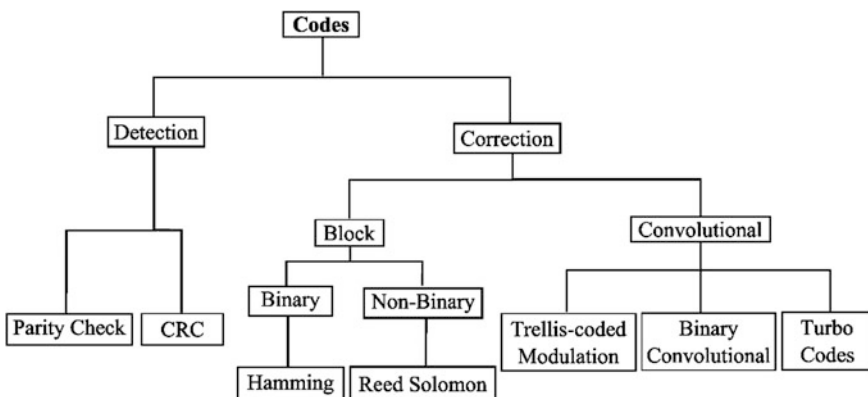 Codes
Detection
Correction
Block
Convolutional
Binary
Non-Binary
Parity Check
CRC
Trellis-coded
Modulation
Binary
Convolutional
Turbo
Codes
Hamming
Reed Solomon